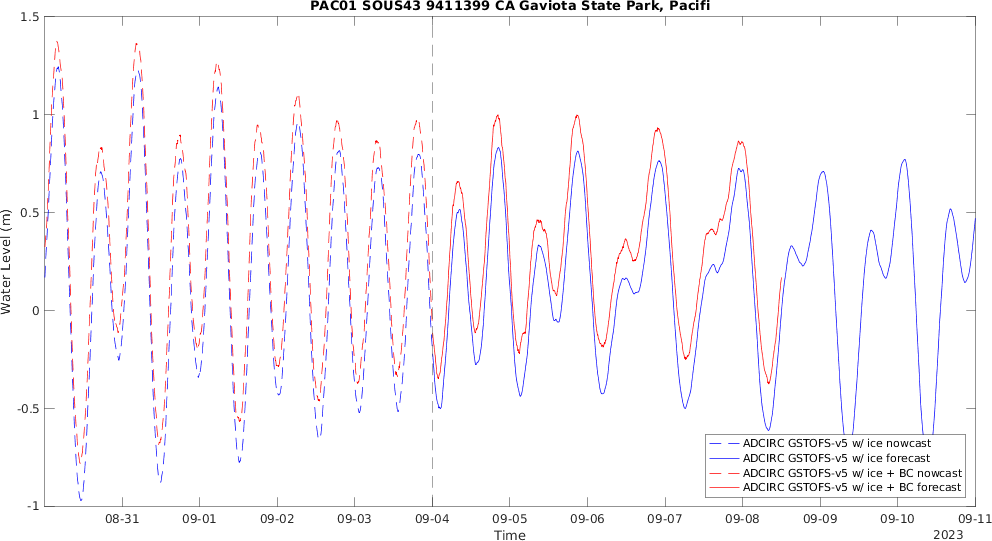 PAC01 SOUS43 9411399 CA Gaviota State Park, Pacifi
1.5
1
0.5
0
-0.5
-1
Water Level (m)
08-31
09-01
09-02
09-03
09-04
09-05
09-06
09-07
09-08
09-09
09-10
09-11
Time
2023
ADCIRC GSTOFS-v5 w/ ice nowcast
ADCIRC GSTOFS-v5 w/ ice forecast
ADCIRC GSTOFS-v5 w/ ice + BC nowcast
ADCIRC GSTOFS-v5 w/ ice + BC forecast